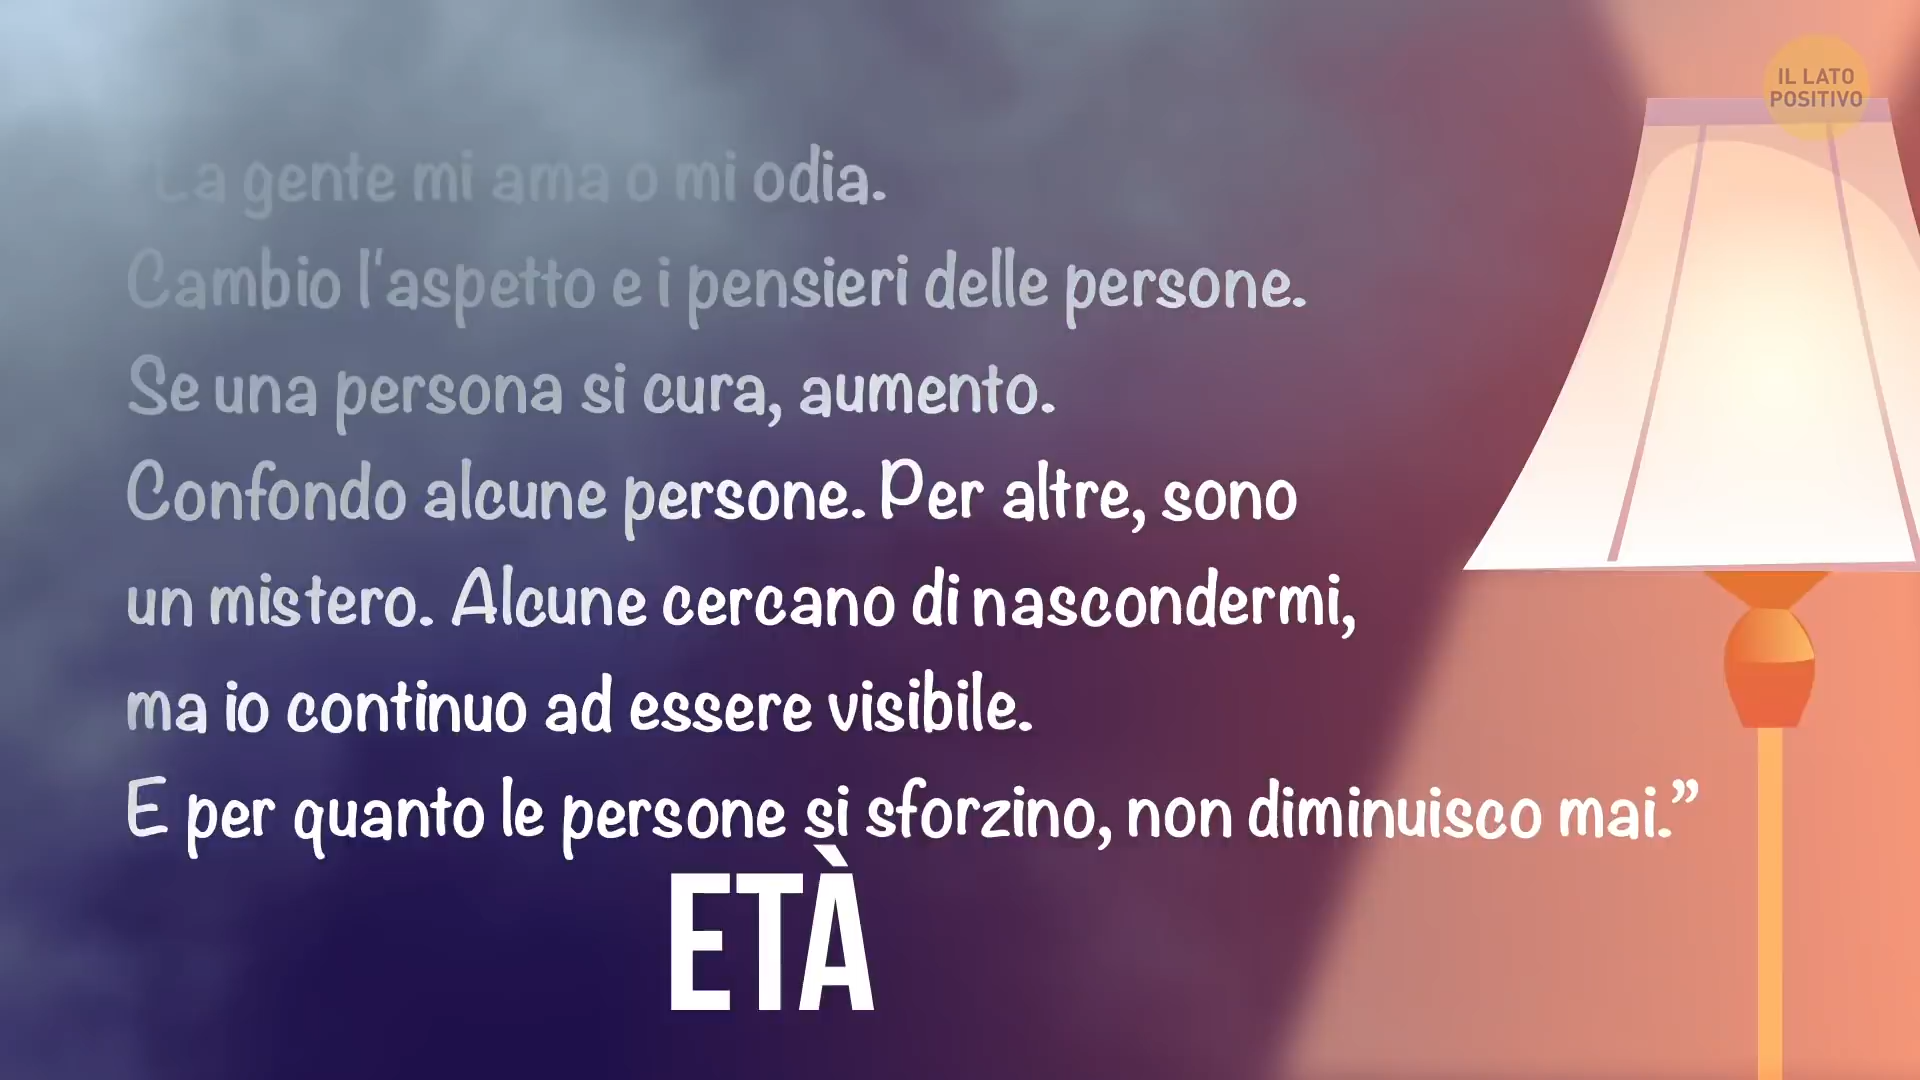 IL LATO
POSITIVO
La gente mi ama o mi odia.
Cambio l'aspetto e i pensieri delle persone.
Se una persona si cura, aumento.
Confondo alcune persone. Per altre, sono
un mistero. Alcune cercano di nascondermi,
ma io continuo ad essere visibile.
E per quanto le persone si sforzino, non diminuisco mai.”
ETÀ